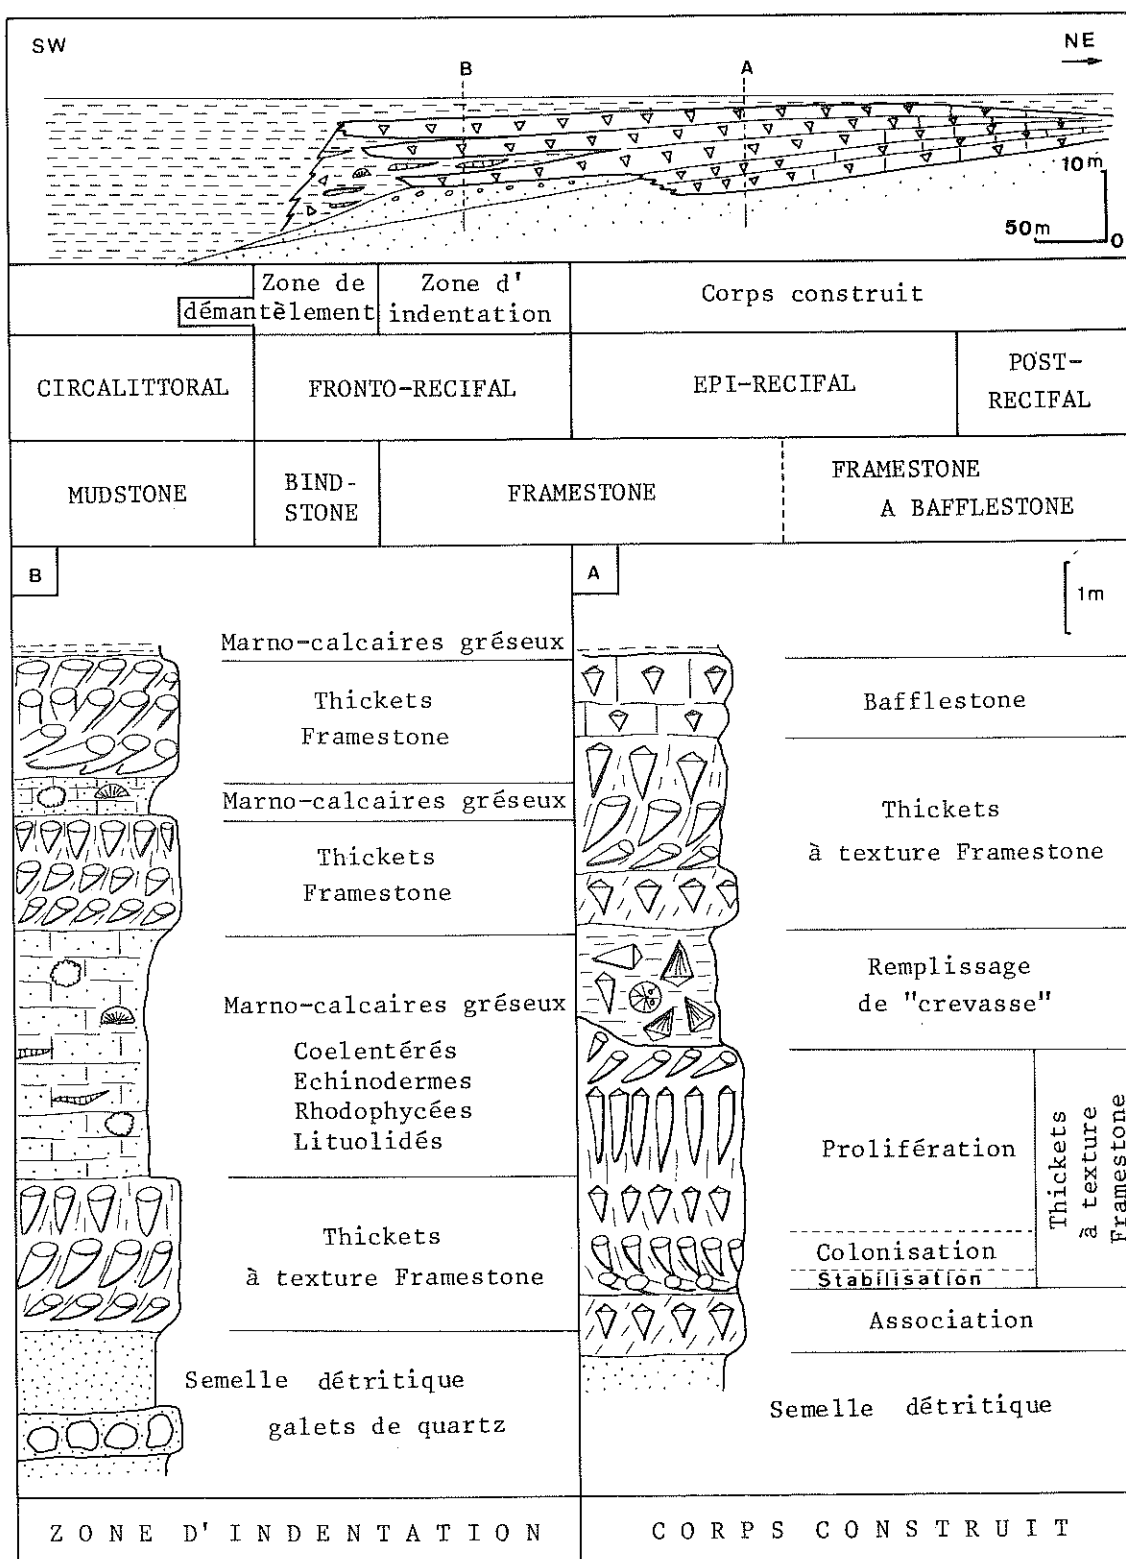 SW
NE
B
A
10m
50m
0
Zone de
démantèlement
Zone d'
indentation
Corps construit
CIRCALITTORAL
FRONTO-RECIFAL
EPI-RECIFAL
POST-
RECIFAL
MUDSTONE
BIND-
STONE
FRAMESTONE
FRAMESTONE
A BAFFLESTONE
B
Marno-calcaires gréseux
Thickets
Framestone
Marno-calcaires gréseux
Thickets
Framestone
Marno-calcaires gréseux
Coelentérés
Echinodermes
Rhodophycées
Lituolidés
Thickets
à texture Framestone
Semelle détritique
galets de quartz
ZONE D'INDENTATION
A
1m
Bafflestone
Thickets
à texture Framestone
Remplissage
de "crevasse"
Prolifération
Colonisation
Stabilisation
Thickets
à texture
Framestone
Association
Semelle détritique
CORPS CONSTRUIT